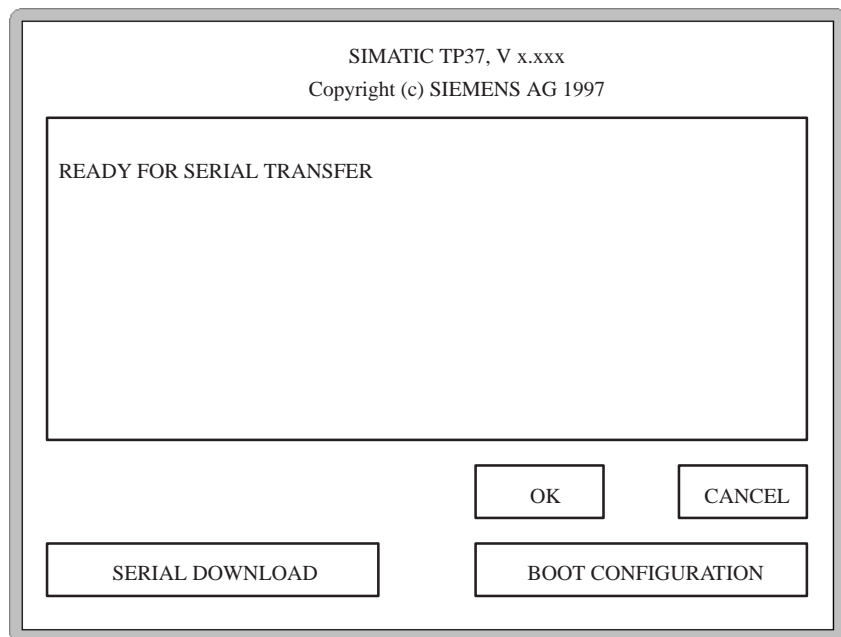 SIMATIC TP37, V x.xxx
Copyright (c) SIEMENS AG 1997
READY FOR SERIAL TRANSFER
OK
CANCEL
SERIAL DOWNLOAD
BOOT CONFIGURATION